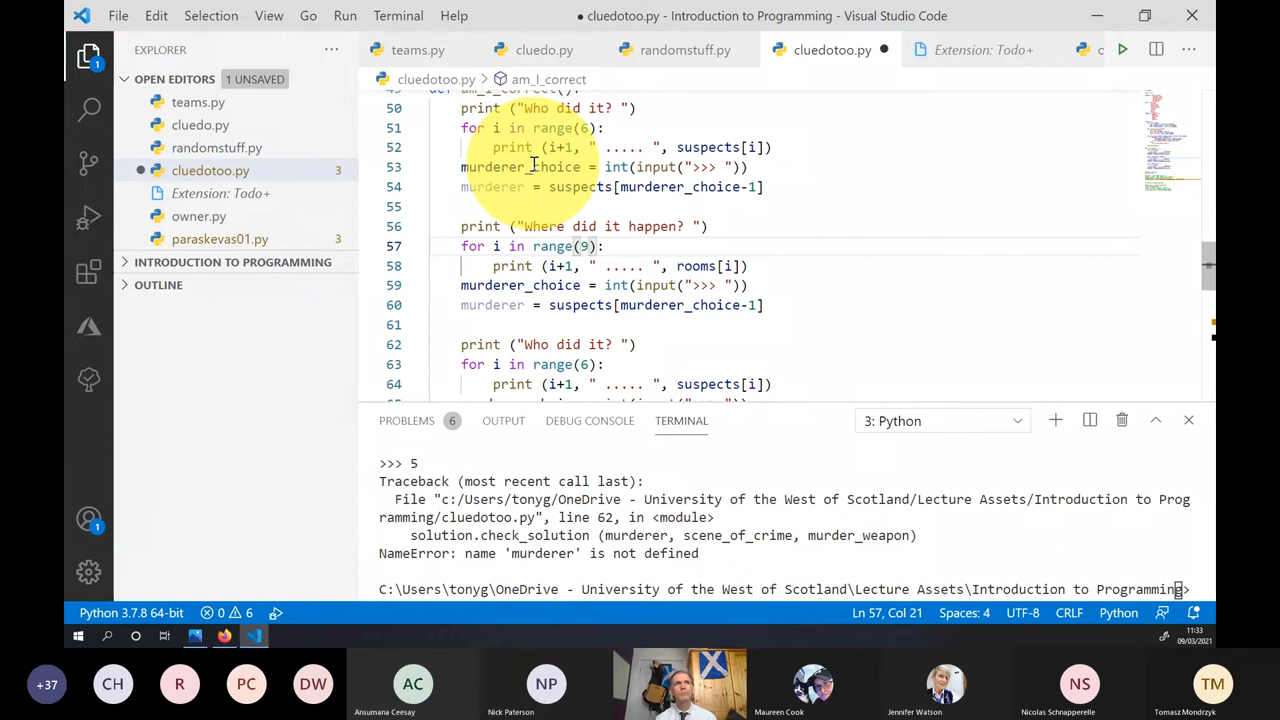 File Edit Selection View Go Run Terminal Help
● cluedotoo.py - Introduction to Programming - Visual Studio Code
EXPLORER
OPEN EDITORS 1 UNSAVED
teams.py
cluedo.py
randomstuff.py
cluedotoo.py 3
Extension: Todo+
owner.py
paraskevas01.py 3
INTRODUCTION TO PROGRAMMING
OUTLINE
1
1
teams.py cluedo.py randomstuff.py cluedotoo.py ● Extension: Todo+
cluedotoo.py > am_I_correct
49 def am_I_correct():
50 print ("Who did it? ")
51 for i in range(6):
52 print (i+1, " ..... ", suspects[i])
53 murderer_choice = int(input(">>> "))
54 murderer = suspects[murderer_choice-1]
55
56 print ("Where did it happen? ")
57 for i in range(9):
58 print (i+1, " ..... ", rooms[i])
59 murderer_choice = int(input(">>> "))
60 murderer = suspects[murderer_choice-1]
61
62 print ("Who did it? ")
63 for i in range(6):
64 print (i+1, " ..... ", suspects[i])
PROBLEMS 6 OUTPUT DEBUG CONSOLE TERMINAL 3: Python
>>> 5
Traceback (most recent call last):
File "c:/Users/tonyg/OneDrive - University of the West of Scotland/Lecture Assets/Introduction to Prog
ramming/cluedotoo.py", line 62, in <module>
solution.check_solution (murderer, scene_of_crime, murder_weapon)
NameError: name 'murderer' is not defined
C:\Users\tonyg\OneDrive - University of the West of Scotland\Lecture Assets\Introduction to Programming>
Python 3.7.8 64-bit 0 6 Ln 57, Col 21 Spaces: 4 UTF-8 CRLF Python
11:33
09/03/2021
+37 CH R PC DW AC NP NS TM
Ansumana Ceesay Nick Paterson Maureen Cook Jennifer Watson Nicolas Schnapperelle Tomasz Mondrzyk